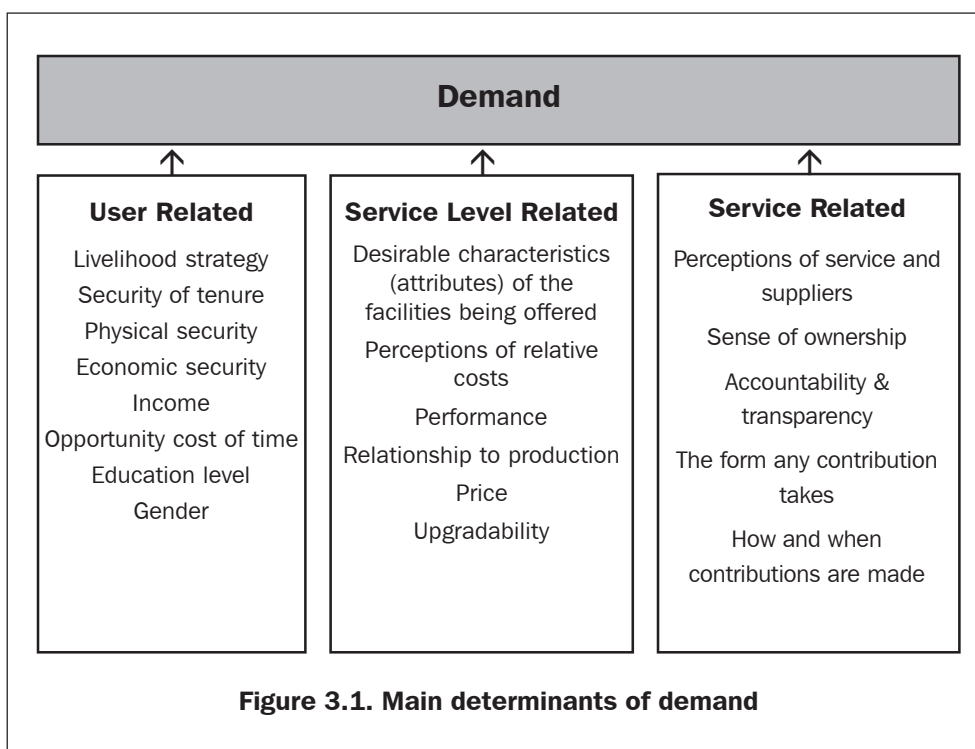 Demand
User Related
Livelihood strategy
Security of tenure
Physical security
Economic security
Income
Opportunity cost of time
Education level
Gender
Service Level Related
Desirable characteristics
(attributes) of the
facilities being offered
Perceptions of relative
costs
Performance
Relationship to production
Price
Upgradability
Service Related
Perceptions of service and
suppliers
Sense of ownership
Accountability &
transparency
The form any contribution
takes
How and when
contributions are made
Figure 3.1. Main determinants of demand